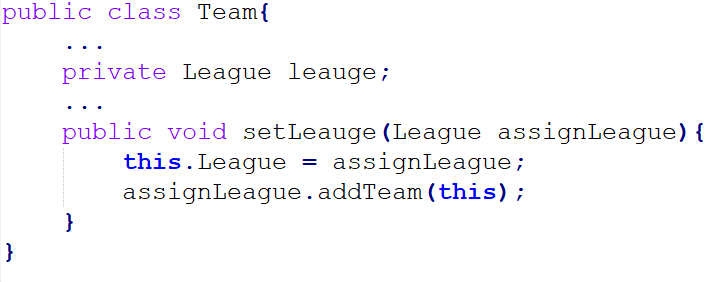 public class Team{
...
private League leauge;
...
public void setLeauge(League assignLeague){
this.League = assignLeague;
assignLeague.addTeam(this);
}
}